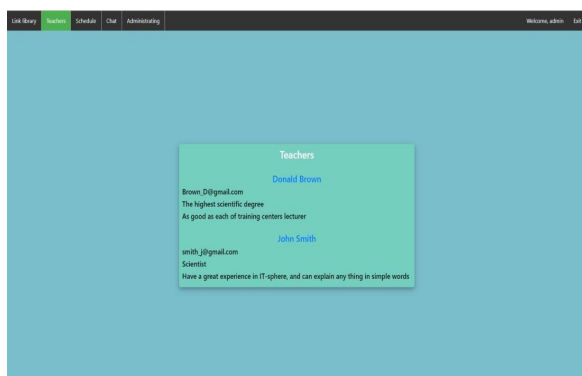 Link library Teachers Schedule Chat Administrating Welcome, admin Exit
Teachers
Donald Brown
Brown_D@gmail.com
The highest scientific degree
As good as each of training centers lecturer
John Smith
smith_j@gmail.com
Scientist
Have a great experience in IT-sphere, and can explain any thing in simple words